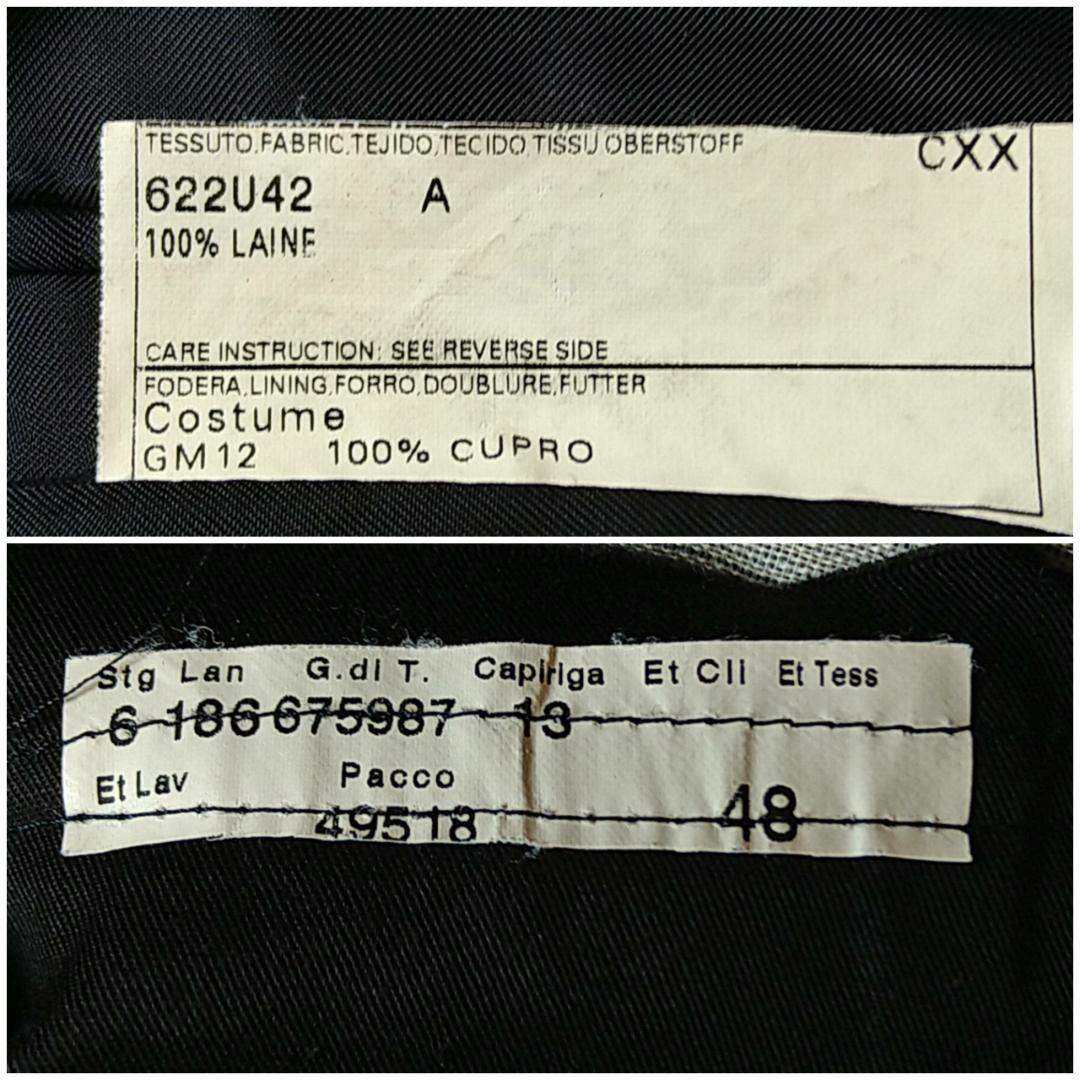 TESSUTO,FABRIC,TEJIDO,TECIDO,TISSU OBERSTOFF
CXX
622U42 A
100% LAINE
CARE INSTRUCTION: SEE REVERSE SIDE
FODERA,LINING,FORRO,DOUBLURE,FUTTER
Costume
GM12 100% CUPRO
Stg Lan G.di T. Capiriga Et Cli Et Tess
6 186 675987 13
Et Lav Pacco
49518 48